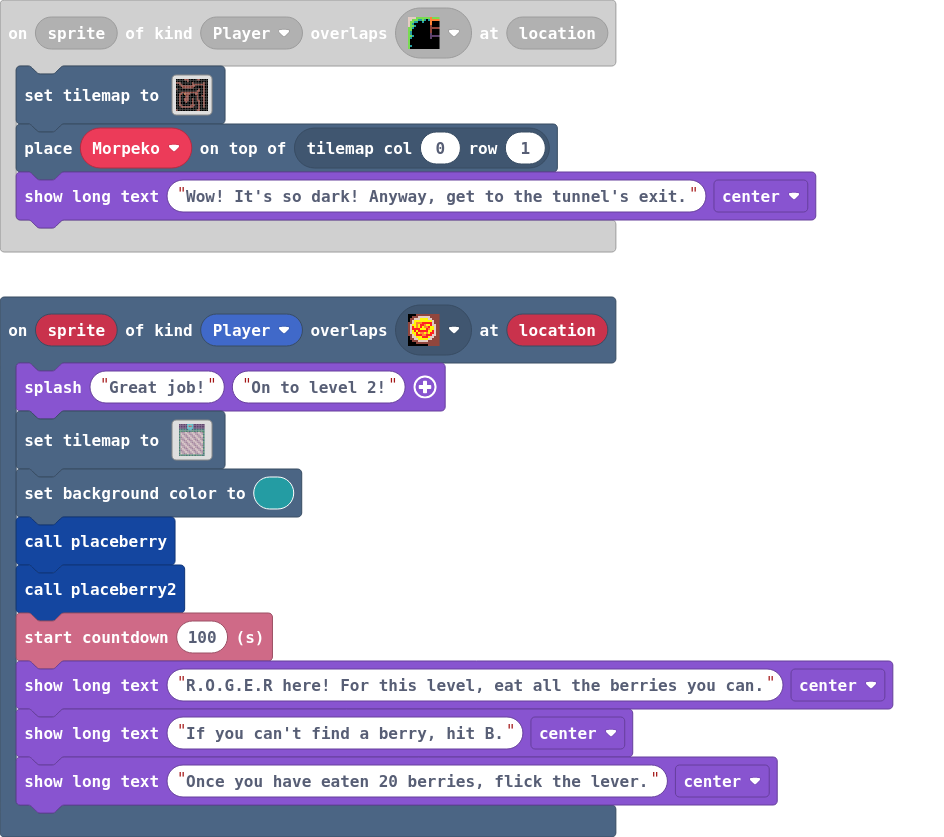 on sprite of kind Player overlaps at location
set tilemap to
place Morpeko on top of tilemap col 0 row 1
show long text "Wow! It's so dark! Anyway, get to the tunnel's exit." center
on sprite of kind Player overlaps at location
splash "Great job!" "On to level 2!"
set tilemap to
set background color to
call placeberry
call placeberry2
start countdown 100 (s)
show long text "R.O.G.E.R here! For this level, eat all the berries you can." center
show long text "If you can't find a berry, hit B." center
show long text "Once you have eaten 20 berries, flick the lever." center